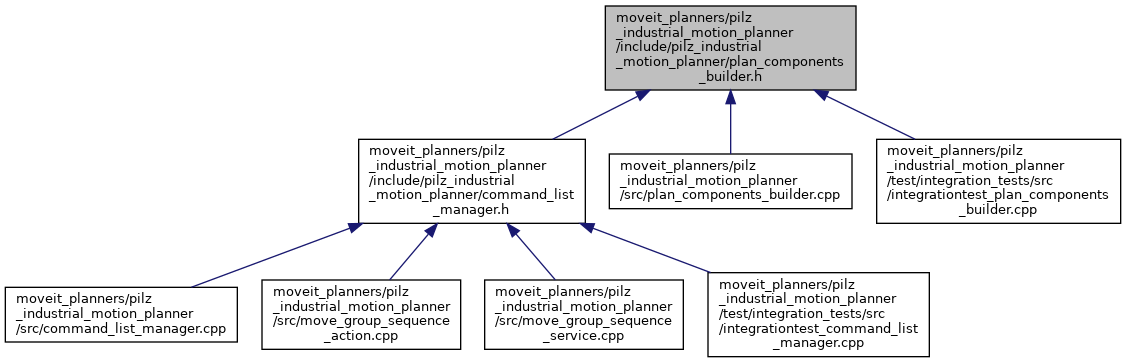 moveit_planners/pilz
_industrial_motion_planner
/include/pilz_industrial
_motion_planner/plan_components
_builder.h
moveit_planners/pilz
_industrial_motion_planner
/include/pilz_industrial
_motion_planner/command_list
_manager.h
moveit_planners/pilz
_industrial_motion_planner
/src/plan_components_builder.cpp
moveit_planners/pilz
_industrial_motion_planner
/test/integration_tests/src
/integrationtest_plan_components
_builder.cpp
moveit_planners/pilz
_industrial_motion_planner
/src/command_list_manager.cpp
moveit_planners/pilz
_industrial_motion_planner
/src/move_group_sequence
_action.cpp
moveit_planners/pilz
_industrial_motion_planner
/src/move_group_sequence
_service.cpp
moveit_planners/pilz
_industrial_motion_planner
/test/integration_tests/src
/integrationtest_command_list
_manager.cpp